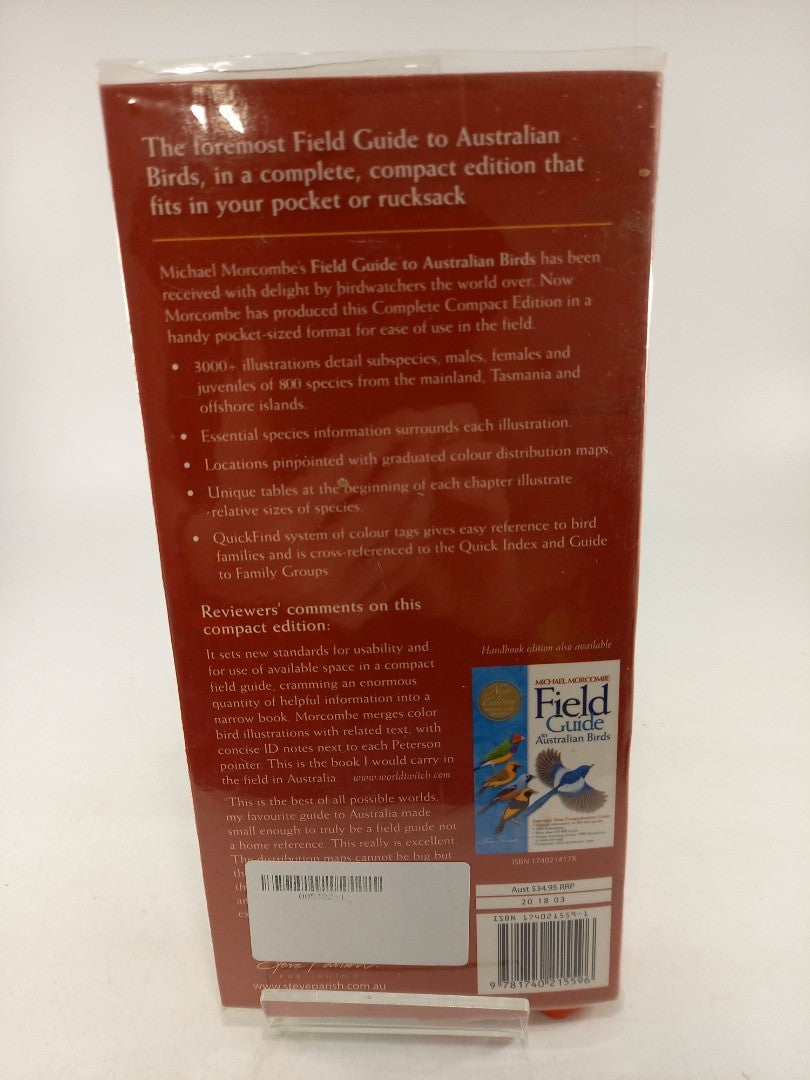 The foremost Field Guide to Australian
Birds, in a complete, compact edition that
fits in your pocket or rucksack
Michael Morcombe's Field Guide to Australian Birds has been
received with delight by birdwatchers the world over. Now
Morcombe has produced this Complete Compact Edition in a
handy pocket-sized format for ease of use in the field.
• 3000+ illustrations detail subspecies, males, females and
juveniles of 800 species from the mainland, Tasmania and
offshore islands.
• Essential species information surrounds each illustration.
• Locations pinpointed with graduated colour distribution maps.
• Unique tables at the beginning of each chapter illustrate
relative sizes of species.
• QuickFind system of colour tags gives easy reference to bird
families and is cross-referenced to the Quick Index and Guide
to Family Groups.
Reviewers' comments on this
compact edition:
It sets new standards for usability and
for use of available space in a compact
field guide, cramming an enormous
quantity of helpful information into a
narrow book. Morcombe merges color
bird illustrations with related text, with
concise ID notes next to each Peterson
pointer. This is the book I would carry in
the field in Australia. www.worldtwitch.com
"This is the best of all possible worlds,
my favourite guide to Australia made
small enough to truly be a field guide not
a home reference. This really is excellent.
The distribution maps cannot be big but
005382-1
Steve Parish
PUBLISHING
www.steveparish.com.au
Handbook edition also available
MICHAEL MORCOMBE
Field
Guide
to
Australian Birds
New
Edition
Australia's Most Comprehensive Guide
ISBN 174021417X
Aust $34.95 RRP
20 18 03
ISBN 174021559-1
9 781740 215596